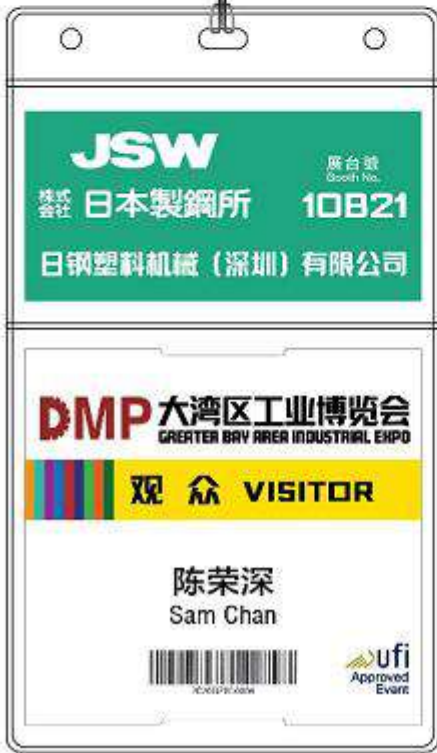 JSW
展台號
Booth No.
株式会社 日本製鋼所
10B21
日钢塑料机械（深圳）有限公司
DMP 大湾区工业博览会
GREATER BAY AREA INDUSTRIAL EXPO
观众 VISITOR
陈荣深
Sam Chan
ufi
Approved
Event